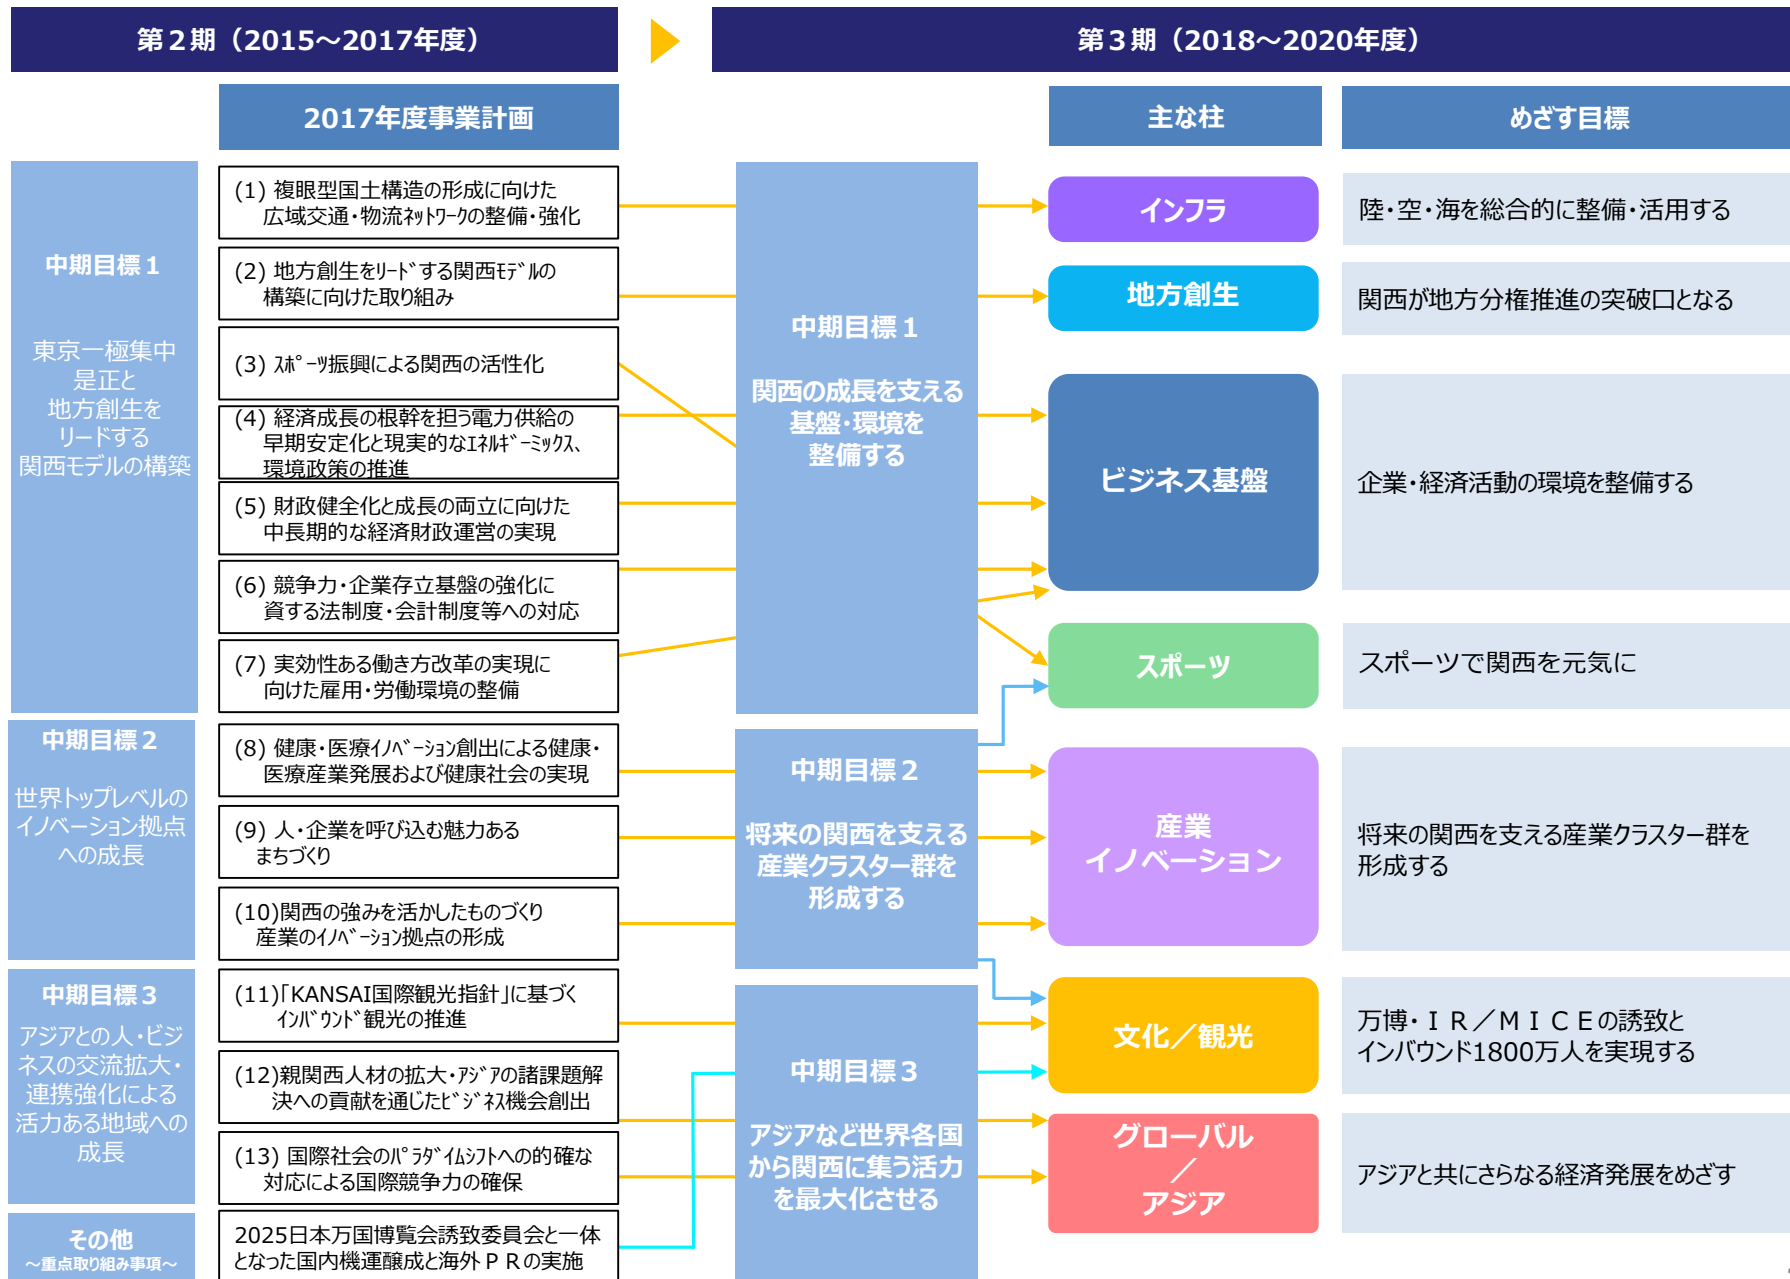 第２期（2015～2017年度）
第３期（2018～2020年度）
2017年度事業計画
主な柱
めざす目標
中期目標１
東京一極集中
是正と
地方創生を
リードする
関西モデルの構築
(1) 複眼型国土構造の形成に向けた
広域交通・物流ﾈｯﾄﾜｰｸの整備・強化
(2) 地方創生をﾘｰﾄﾞする関西ﾓﾃﾞﾙの
構築に向けた取り組み
(3) ｽﾎﾟｰﾂ振興による関西の活性化
(4) 経済成長の根幹を担う電力供給の
早期安定化と現実的なｴﾈﾙｷﾞｰﾐｯｸｽ、
環境政策の推進
(5) 財政健全化と成長の両立に向けた
中長期的な経済財政運営の実現
(6) 競争力・企業存立基盤の強化に
資する法制度・会計制度等への対応
(7) 実効性ある働き方改革の実現に
向けた雇用・労働環境の整備
中期目標２
世界トップレベルの
イノベーション拠点
への成長
(8) 健康・医療ｲﾉﾍﾞｰｼｮﾝ創出による健康・
医療産業発展および健康社会の実現
(9) 人・企業を呼び込む魅力ある
まちづくり
(10)関西の強みを活かしたものづくり
産業のｲﾉﾍﾞｰｼｮﾝ拠点の形成
中期目標３
アジアとの人・ビジ
ネスの交流拡大・
連携強化による
活力ある地域への
成長
(11)「KANSAI国際観光指針」に基づく
ｲﾝﾊﾞｳﾝﾄﾞ観光の推進
(12)親関西人材の拡大・ｱｼﾞｱの諸課題解
決への貢献を通じたﾋﾞｼﾞﾈｽ機会創出
(13) 国際社会のﾊﾟﾗﾀﾞｲﾑｼﾌﾄへの的確な
対応による国際競争力の確保
その他
～重点取り組み事項～
2025日本万国博覧会誘致委員会と一体
となった国内機運醸成と海外ＰＲの実施
中期目標１
関西の成長を支える
基盤・環境を
整備する
中期目標２
将来の関西を支える
産業クラスター群を
形成する
中期目標３
アジアなど世界各国
から関西に集う活力
を最大化させる
インフラ
陸・空・海を総合的に整備・活用する
地方創生
関西が地方分権推進の突破口となる
ビジネス基盤
企業・経済活動の環境を整備する
スポーツ
スポーツで関西を元気に
産業
イノベーション
将来の関西を支える産業クラスター群を
形成する
文化／観光
万博・ＩＲ／ＭＩＣＥの誘致と
インバウンド1800万人を実現する
グローバル
／
アジア
アジアと共にさらなる経済発展をめざす